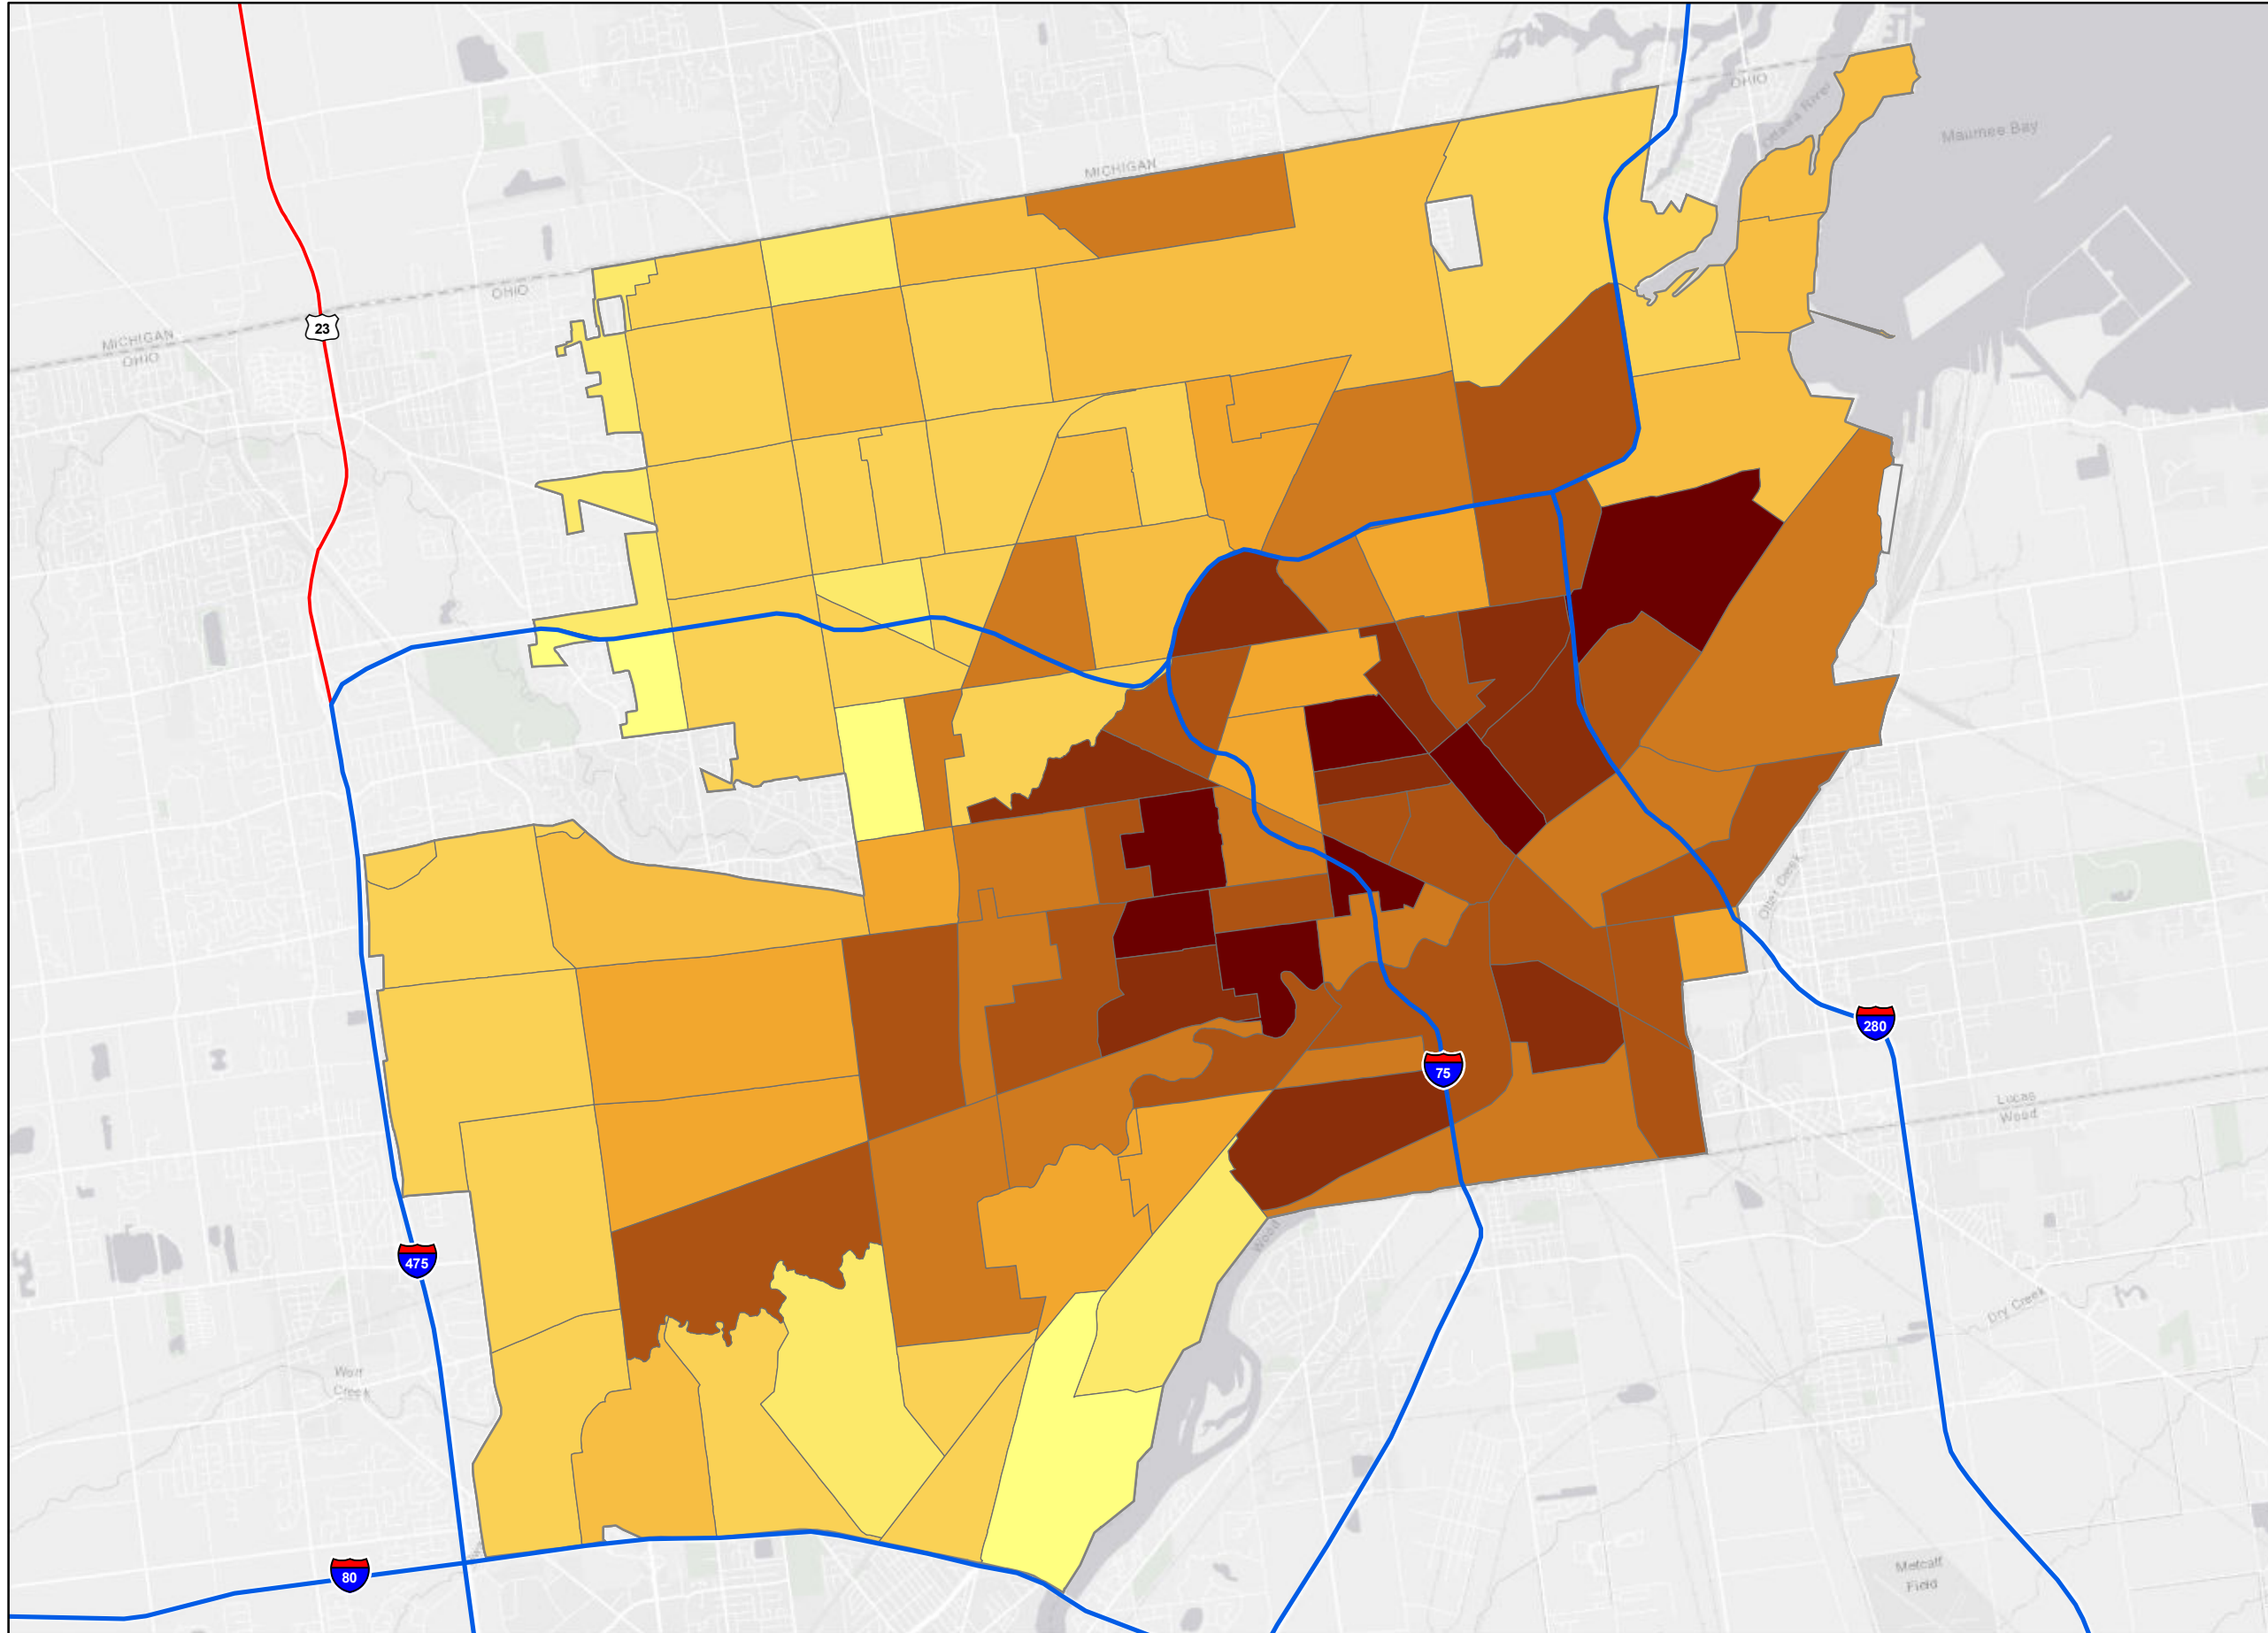 OHIO
Ottawa River
Maumee Bay
MICHIGAN
OHIO
23
MICHIGAN
OHIO
Otter Creek
280
75
Lucas
Wood
Wood
475
Dry Creek
Wolf
Creek
80
Metcalf
Field